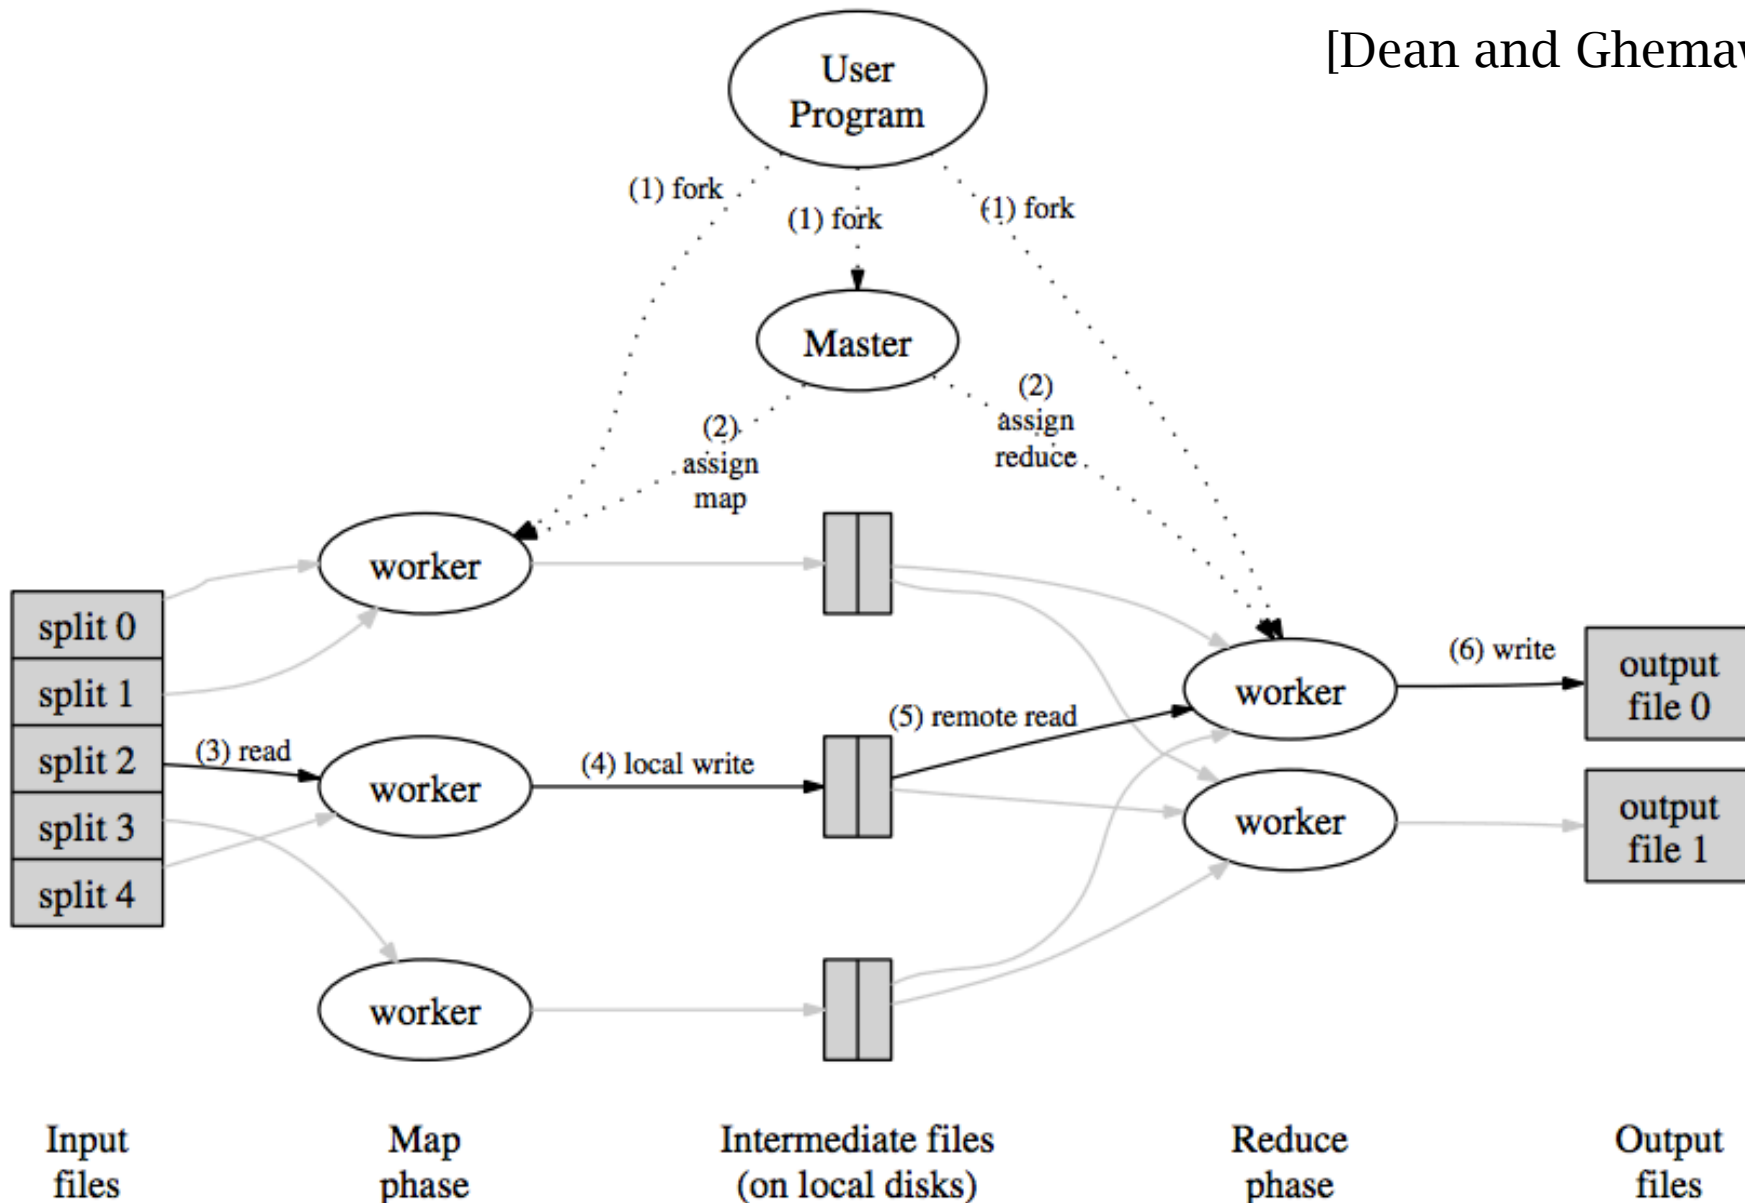 [Dean and Ghemaw
User
Program
(1) fork
(1) fork
(1) fork
Master
(2)
assign
map
(2)
assign
reduce
worker
split 0
split 1
split 2
split 3
split 4
(3) read
worker
(4) local write
(5) remote read
worker
(6) write
output
file 0
worker
output
file 1
worker
Input
files
Map
phase
Intermediate files
(on local disks)
Reduce
phase
Output
files